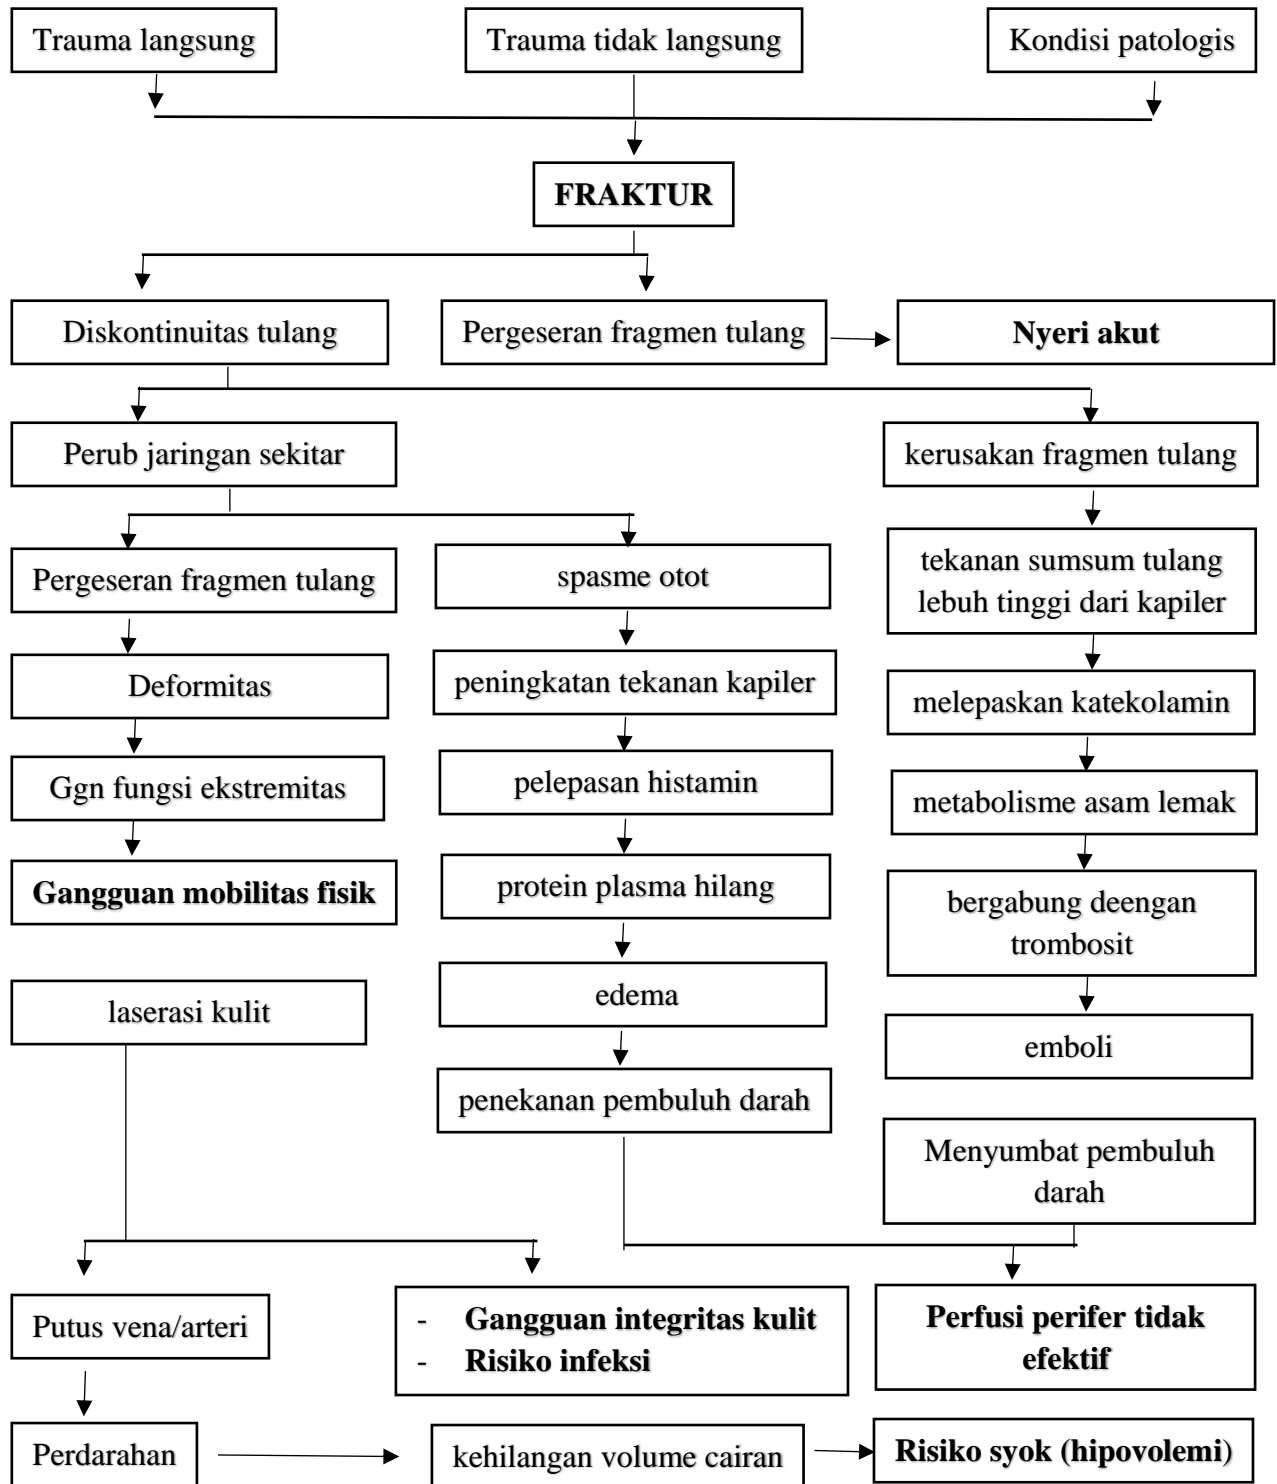 Trauma langsung
Trauma tidak langsung
Kondisi patologis
FRAKTUR
Diskontinuitas tulang
Pergeseran fragmen tulang
Nyeri akut
Perub jaringan sekitar
kerusakan fragmen tulang
Pergeseran fragmen tulang
spasme otot
tekanan sumsum tulang
lebuh tinggi dari kapiler
Deformitas
peningkatan tekanan kapiler
melepaskan katekolamin
Ggn fungsi ekstremitas
pelepasan histamin
metabolisme asam lemak
Gangguan mobilitas fisik
protein plasma hilang
bergabung deengan
trombosit
laserasi kulit
edema
emboli
penekanan pembuluh darah
Menyumbat pembuluh
darah
Putus vena/arteri
- Gangguan integritas kulit
- Risiko infeksi
Perfusi perifer tidak
efektif
Perdarahan
kehilangan volume cairan
Risiko syok (hipovolemi)